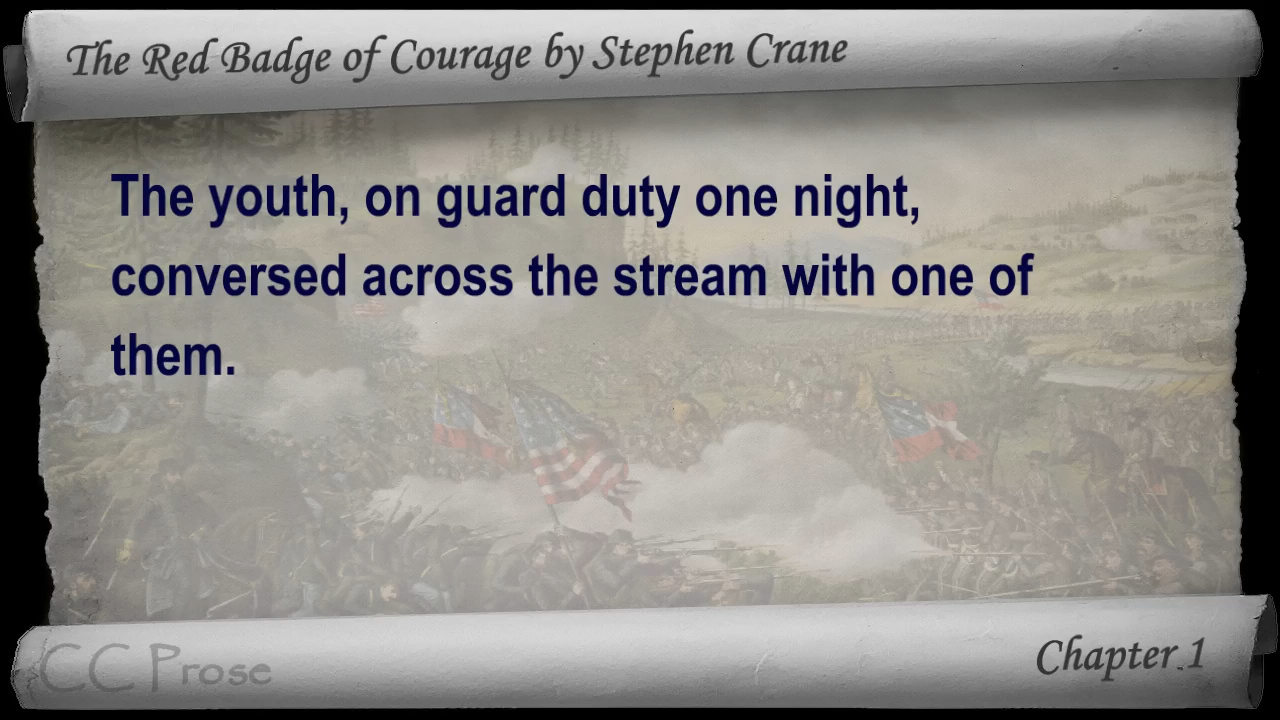 The Red Badge of Courage by Stephen Crane
The youth, on guard duty one night,
conversed across the stream with one of
them.
CC Prose
Chapter 1